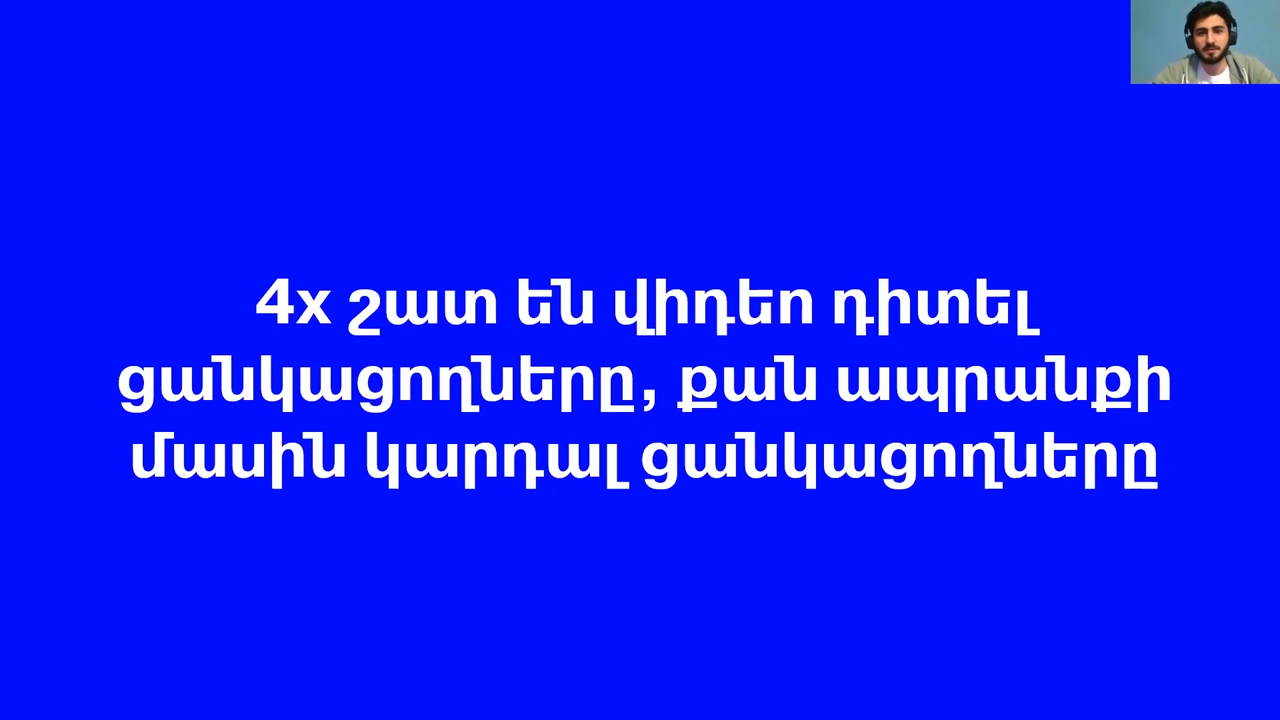 4x շատ են վիդեո դիտել
ցանկացողները, քան ապրանքի
մասին կարդալ ցանկացողները